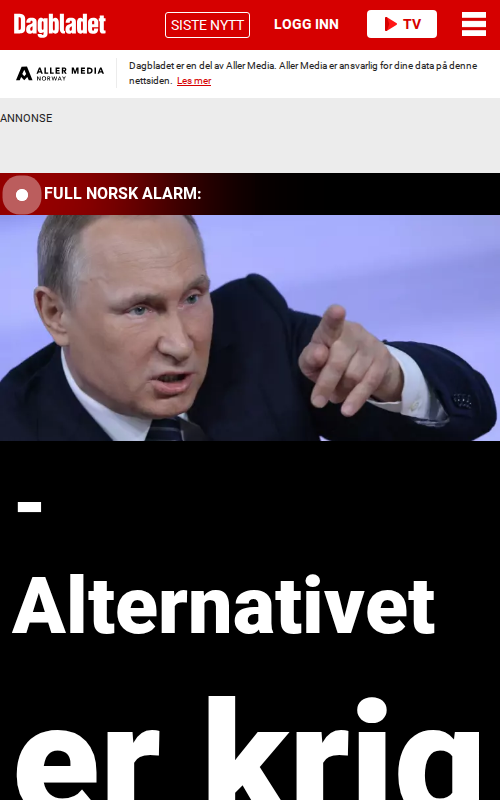 Dagbladet
SISTE NYTT
LOGG INN
TV
ALLER MEDIA
NORWAY
Dagbladet er en del av Aller Media. Aller Media er ansvarlig for dine data på denne
nettsiden. Les mer
ANNONSE
FULL NORSK ALARM:
-
Alternativet
er krig